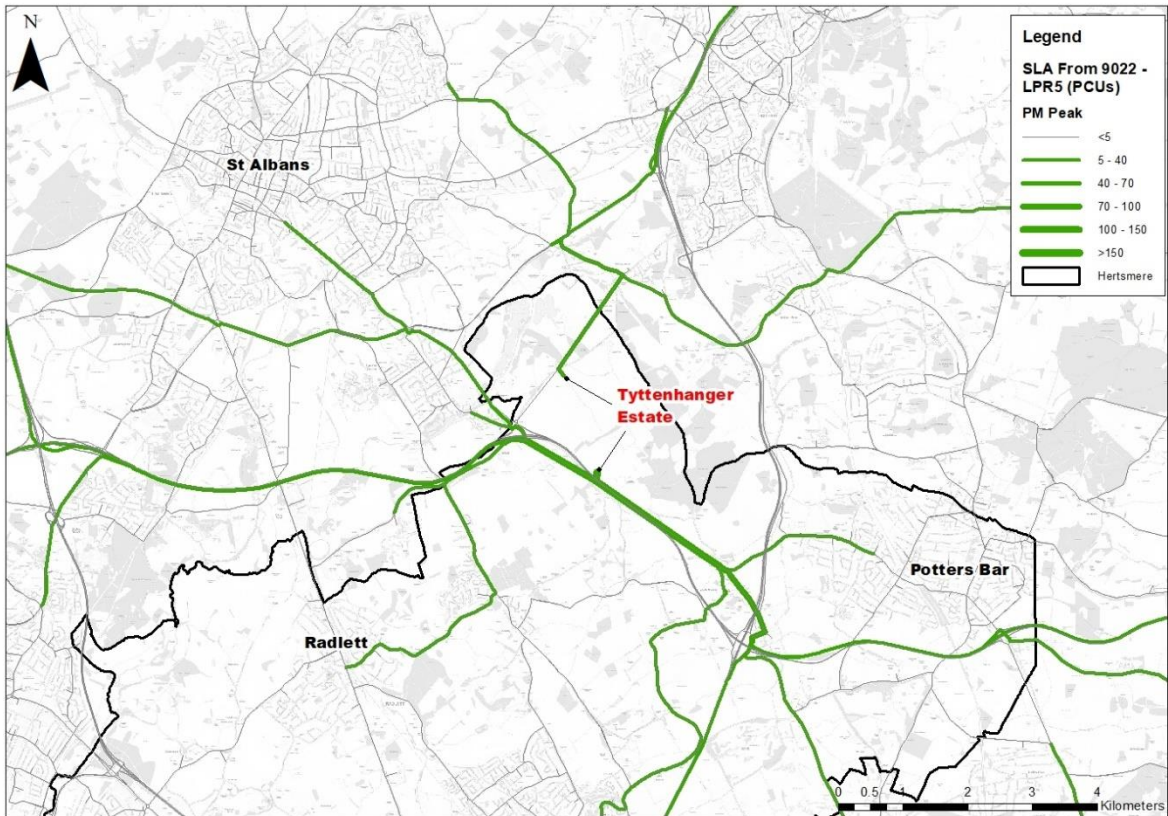 N
St Albans
Tyttenhanger
Estate
Potters Bar
Radlett
Legend
SLA From 9022 -
LPR5 (PCUs)
PM Peak
<5
5 - 40
40 - 70
70 - 100
100 - 150
>150
Hertsmere
0 0.5 1 2 3 4
Kilometers